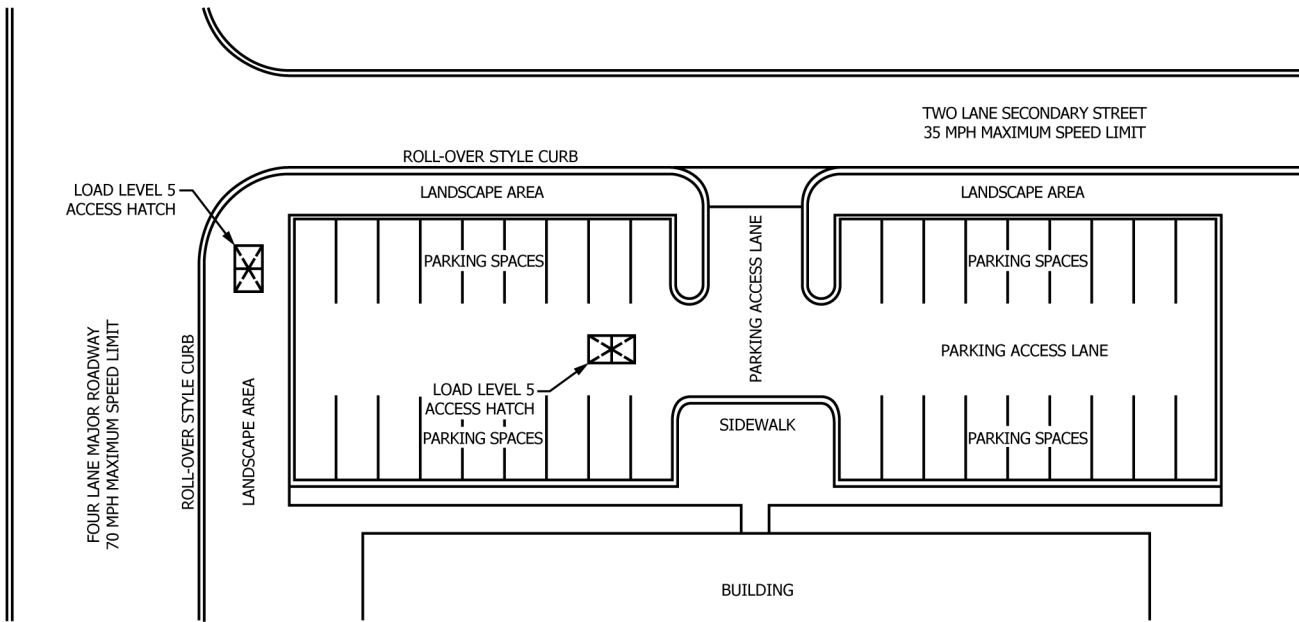 TWO LANE SECONDARY STREET
35 MPH MAXIMUM SPEED LIMIT
ROLL-OVER STYLE CURB
LOAD LEVEL 5
ACCESS HATCH
LANDSCAPE AREA
LANDSCAPE AREA
PARKING SPACES
PARKING ACCESS LANE
PARKING SPACES
FOUR LANE MAJOR ROADWAY
70 MPH MAXIMUM SPEED LIMIT
ROLL-OVER STYLE CURB
LANDSCAPE AREA
PARKING ACCESS LANE
LOAD LEVEL 5
ACCESS HATCH
PARKING SPACES
SIDEWALK
PARKING SPACES
BUILDING